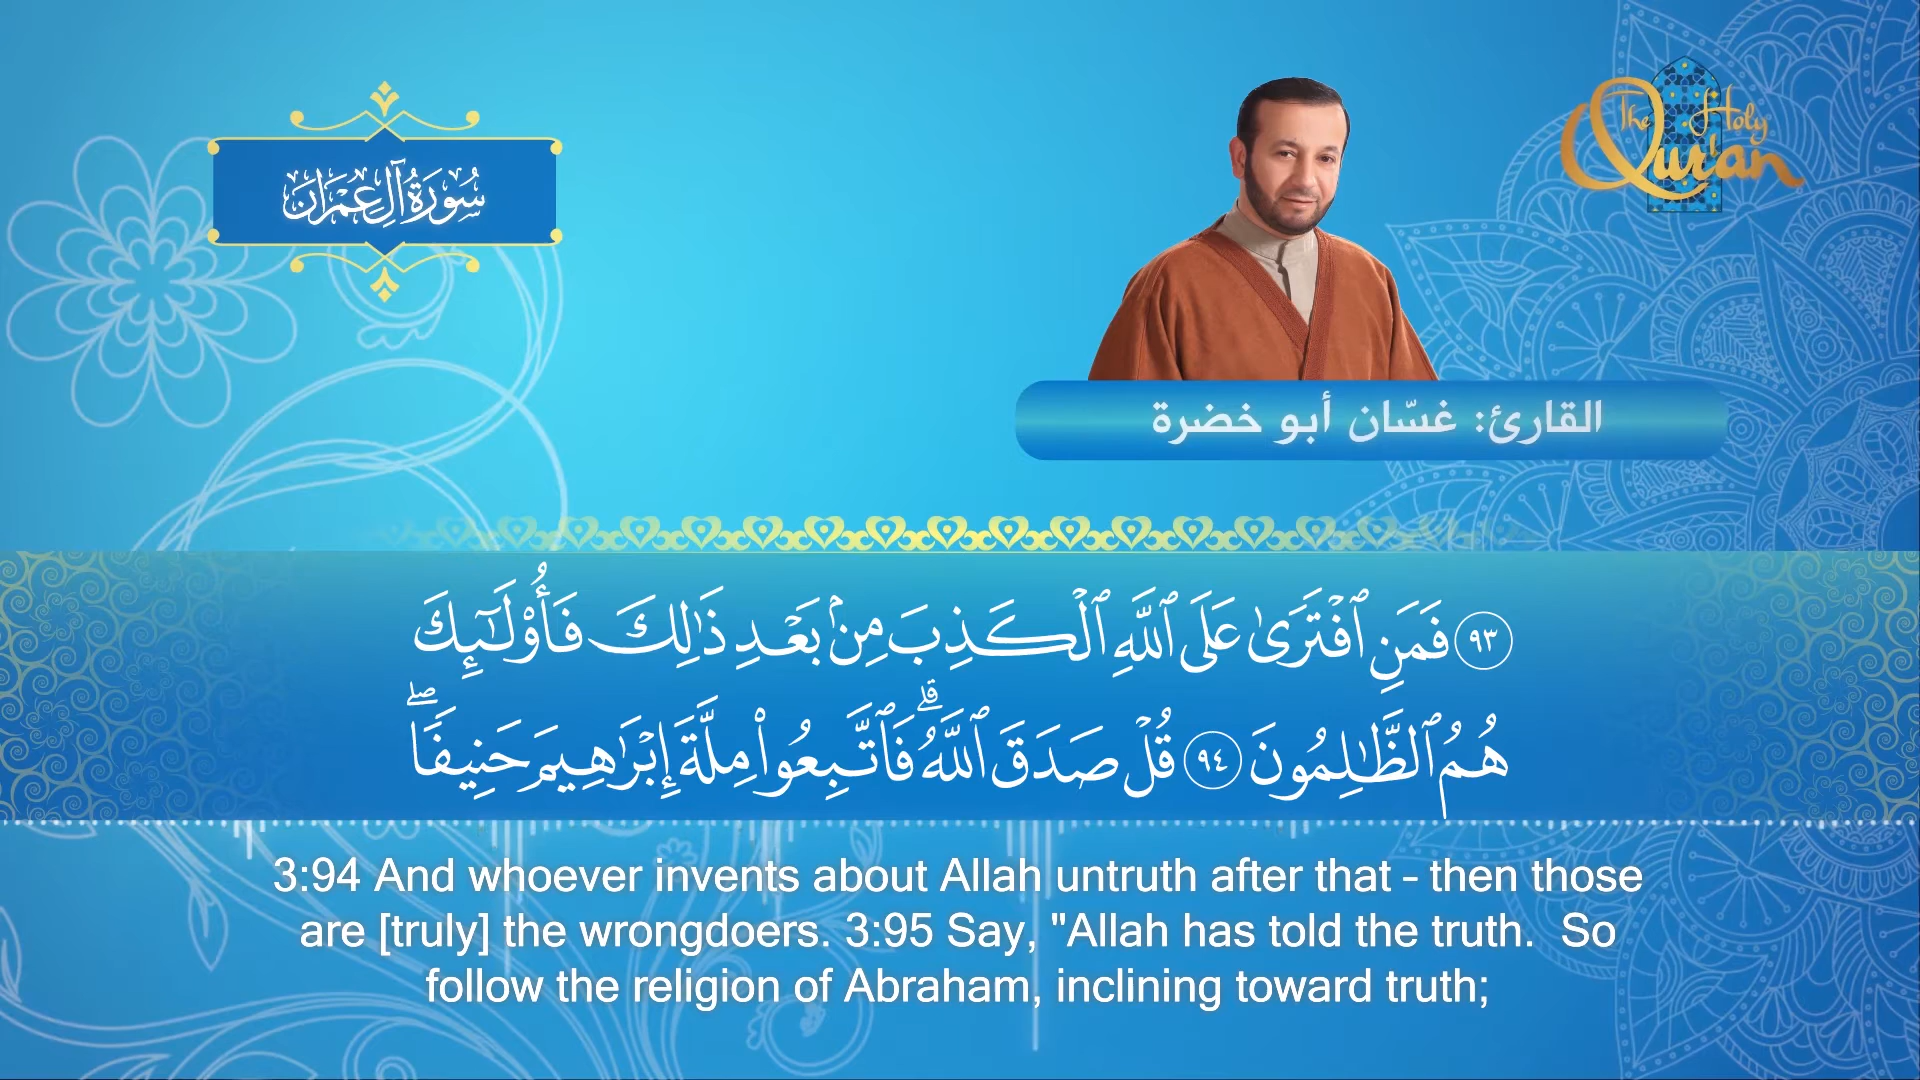 سُورَةُ آلِ عِمْرَان
The Holy
Qur'an
القارئ: غسّان أبو خضرة
٩٣ فَمَنِ ٱفْتَرَىٰ عَلَى ٱللَّهِ ٱلْكَذِبَ مِنۢ بَعْدِ ذَٰلِكَ فَأُو۟لَـٰٓئِكَ
هُمُ ٱلظَّـٰلِمُونَ ٩٤ قُلْ صَدَقَ ٱللَّهُ ۗ فَٱتَّبِعُوا۟ مِلَّةَ إِبْرَٰهِيمَ حَنِيفًا ۖ
3:94 And whoever invents about Allah untruth after that - then those
are [truly] the wrongdoers. 3:95 Say, "Allah has told the truth. So
follow the religion of Abraham, inclining toward truth;